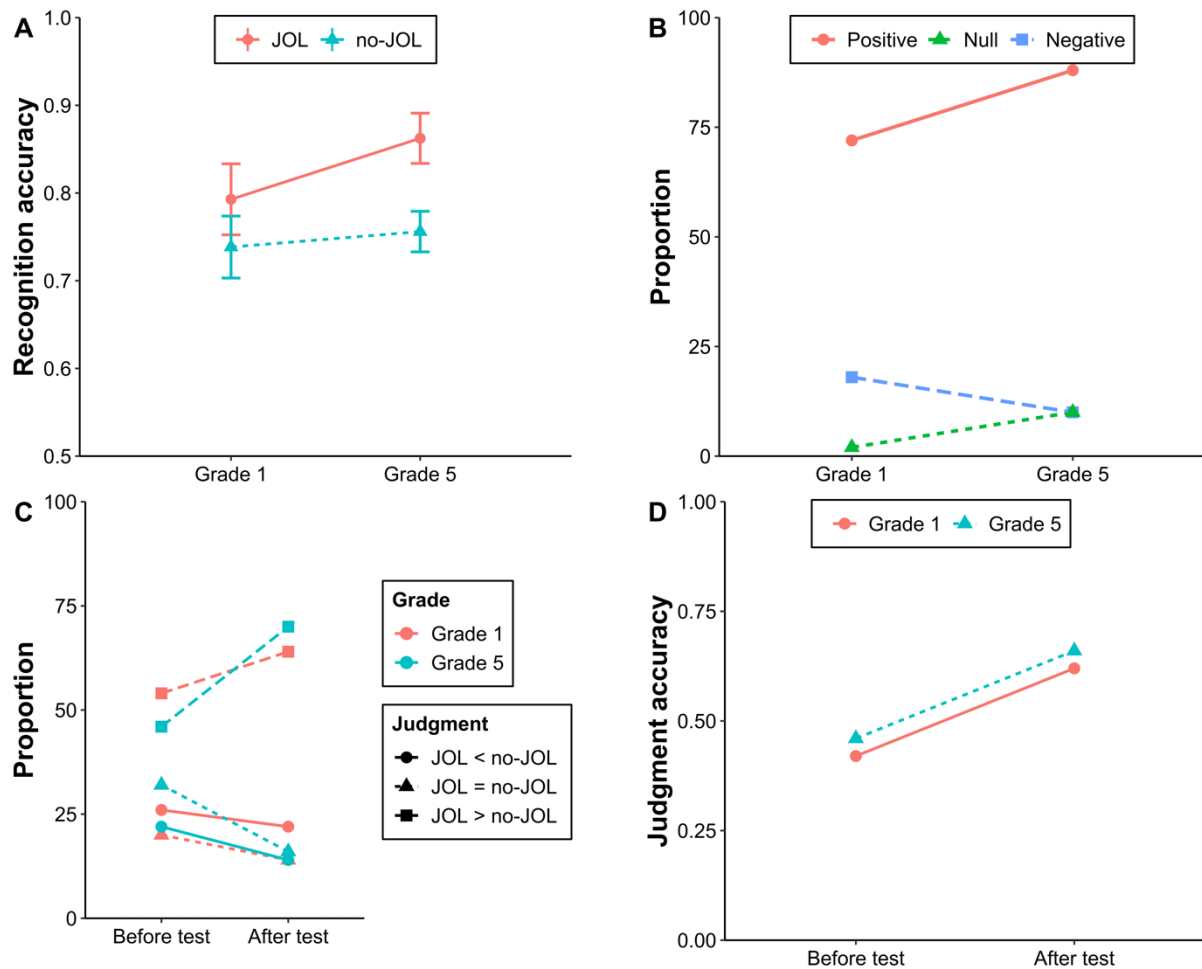 A
JOL no-JOL
Recognition accuracy
1.0
0.9
0.8
0.7
0.6
0.5
Grade 1 Grade 5
B
Positive Null Negative
Proportion
100
75
50
25
0
Grade 1 Grade 5
C
Proportion
100
75
50
25
0
Before test After test
Grade
Grade 1
Grade 5
Judgment
JOL < no-JOL
JOL = no-JOL
JOL > no-JOL
D
Grade 1 Grade 5
Judgment accuracy
1.00
0.75
0.50
0.25
0.00
Before test After test